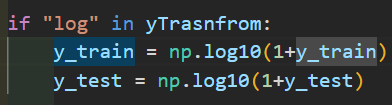 if "log" in yTrasnfrom:
    y_train = np.log10(1+y_train)
    y_test = np.log10(1+y_test)